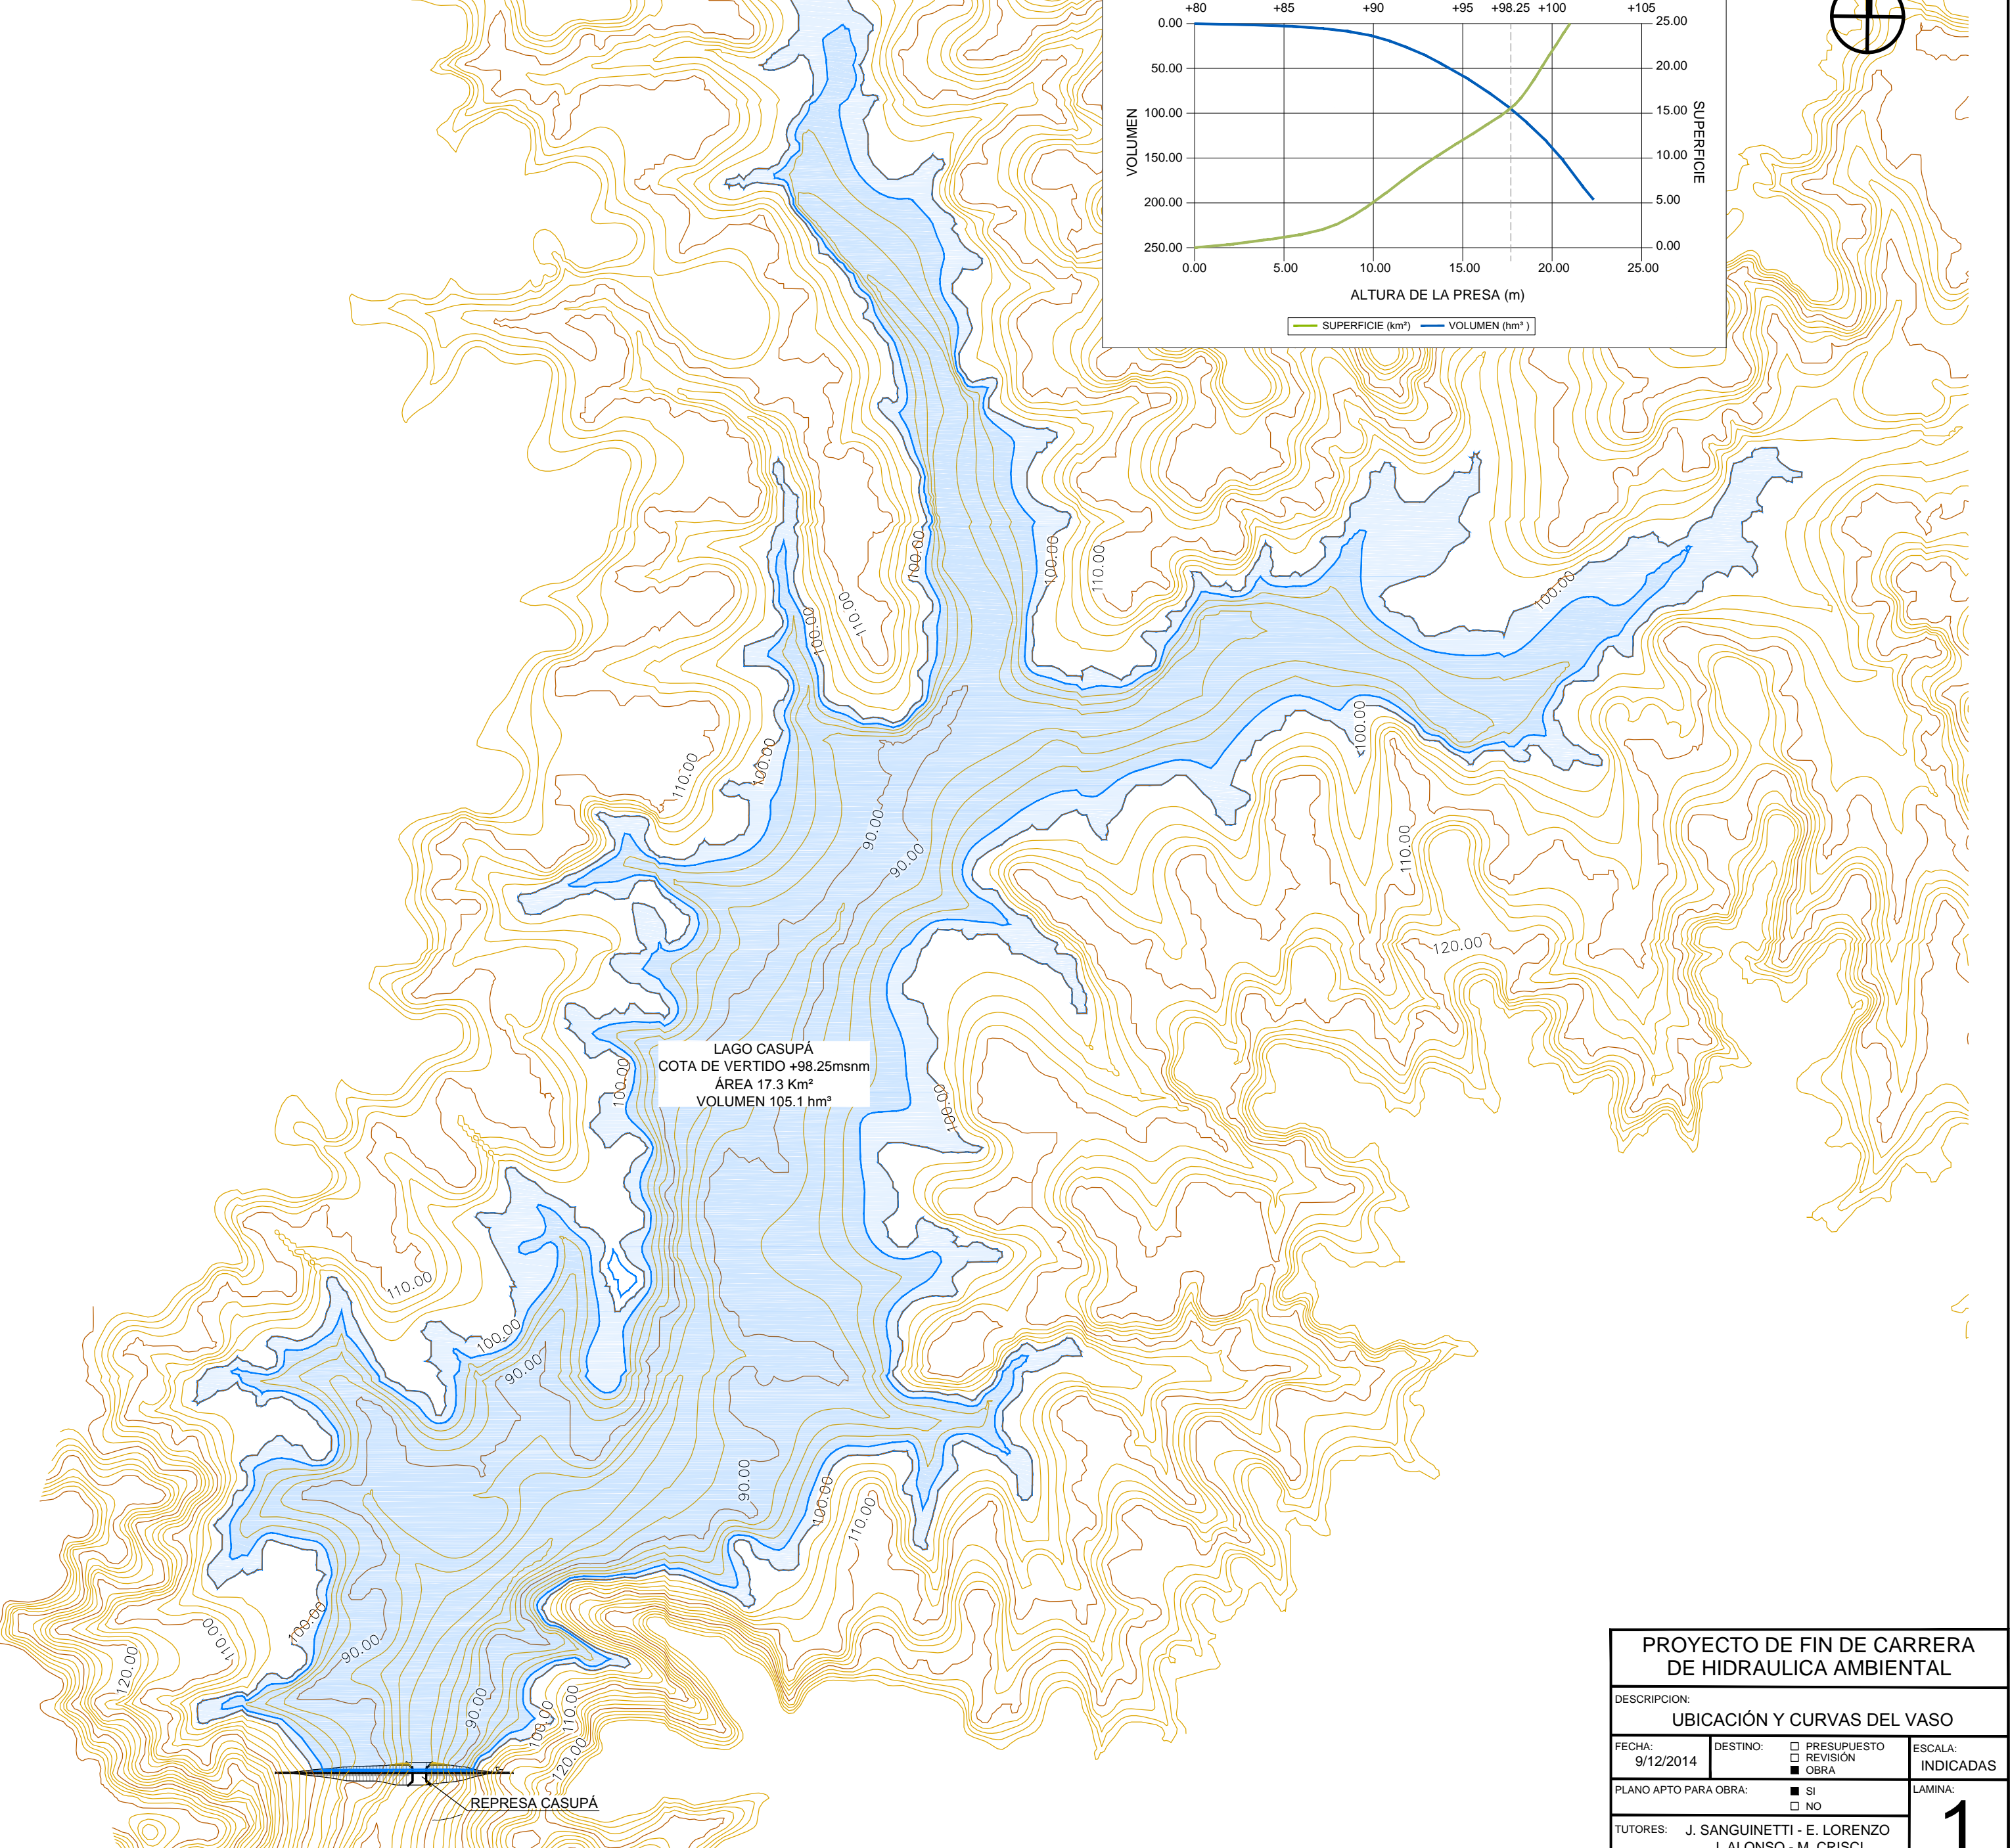 +80 +85 +90 +95 +98.25 +100 +105
0.00 25.00
50.00 20.00
100.00 15.00
150.00 10.00
200.00 5.00
250.00 0.00
VOLUMEN
SUPERFICIE
0.00 5.00 10.00 15.00 20.00 25.00
ALTURA DE LA PRESA (m)
SUPERFICIE (km²) VOLUMEN (hm³ )
100.00
100.00
110.00
110.00
100.00
100.00
100.00
100.00
110.00
90.00
90.00
110.00
120.00
LAGO CASUPÁ
COTA DE VERTIDO +98.25msnm
ÁREA 17.3 Km²
VOLUMEN 105.1 hm³
100.00
100.00
110.00
100.00
90.00
90.00
100.00
110.00
100.00
110.00
90.00
120.00
90.00
100.00
110.00
120.00
REPRESA CASUPÁ
PROYECTO DE FIN DE CARRERA
DE HIDRAULICA AMBIENTAL
DESCRIPCION:
UBICACIÓN Y CURVAS DEL VASO
FECHA:
9/12/2014
DESTINO:
PRESUPUESTO
REVISIÓN
OBRA
ESCALA:
INDICADAS
PLANO APTO PARA OBRA:
SI
NO
LAMINA:
1
TUTORES: J. SANGUINETTI - E. LORENZO
J. ALONSO - M. CRISCI